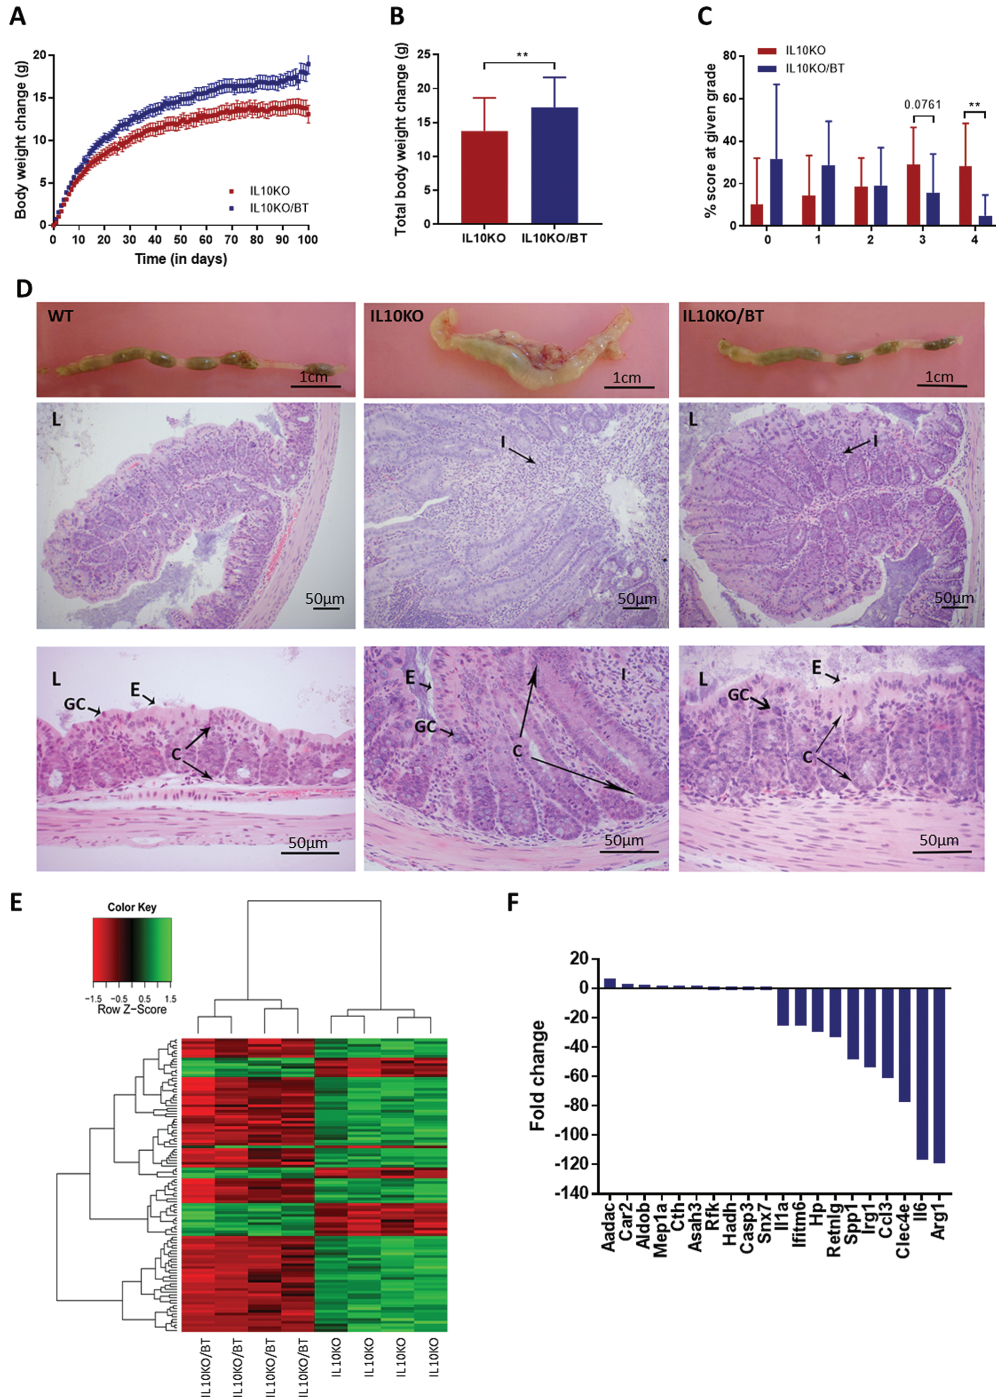 A
Body weight change (g)
20
15
10
5
0
0 10 20 30 40 50 60 70 80 90 100
Time (in days)
IL10KO
IL10KO/BT
B
Total body weight change (g)
25
20
15
10
5
0
**
IL10KO IL10KO/BT
C
IL10KO
IL10KO/BT
% score at given grade
80
60
40
20
0
0.0761
**
0 1 2 3 4
D
WT
1cm
IL10KO
1cm
IL10KO/BT
1cm
L
50µm
I
50µm
L
I
50µm
L
GC
E
C
50µm
E
GC
I
C
50µm
L
E
GC
C
50µm
E
Color Key
-1.5 -0.5 0.5 1.5
Row Z-Score
IL10KO/BT
IL10KO/BT
IL10KO/BT
IL10KO/BT
IL10KO
IL10KO
IL10KO
IL10KO
F
Fold change
20
0
-20
-40
-60
-80
-100
-120
-140
Aadac
Car2
Aldob
Mep1a
Cth
Asah3
Rfk
Hadh
Casp3
Snx7
Il1a
Ifitm6
Hp
Retnlg
Spp1
Irg1
Ccl3
Clec4e
Il6
Arg1